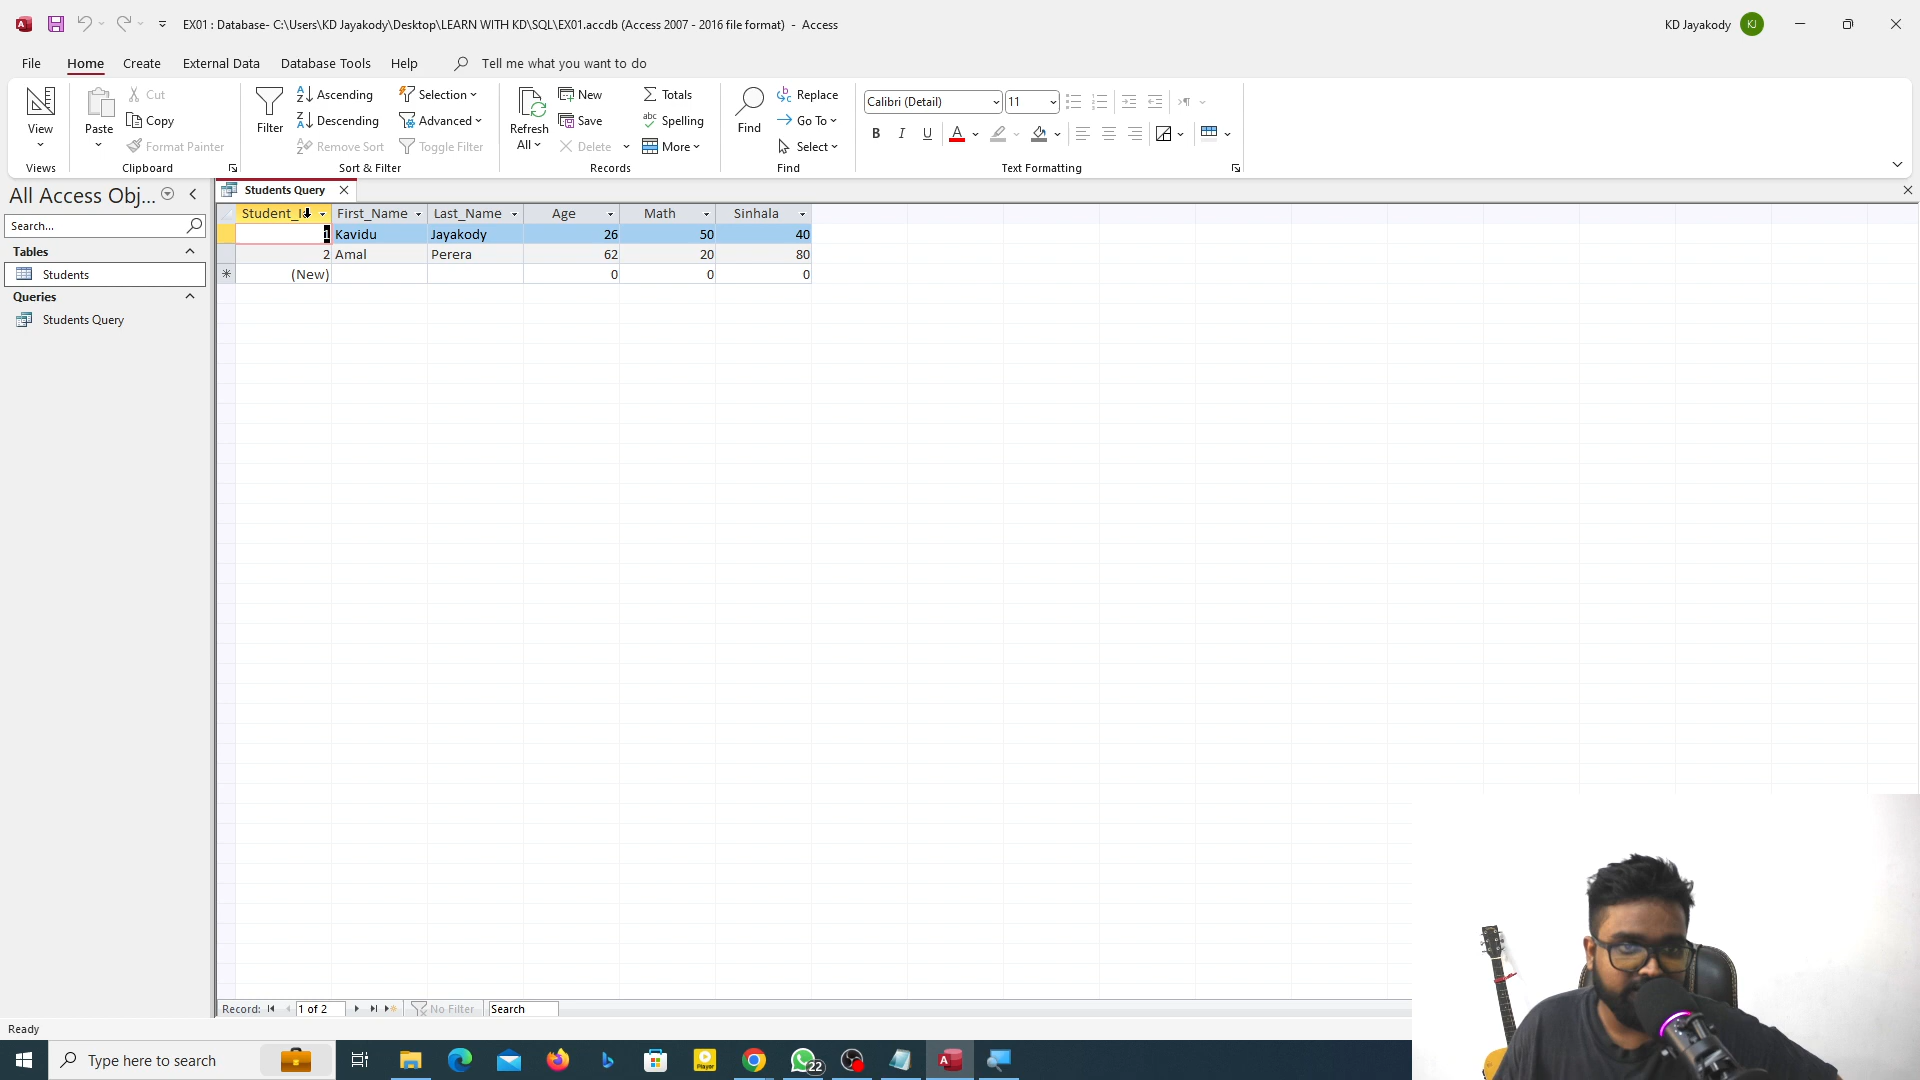 EX01 : Database- C:\Users\KD Jayakody\Desktop\LEARN WITH KD\SQL\EX01.accdb (Access 2007 - 2016 file format) - Access
KD Jayakody KJ
File Home Create External Data Database Tools Help Tell me what you want to do
View
Views
Paste
Cut
Copy
Format Painter
Clipboard
Filter
Ascending
Descending
Remove Sort
Selection
Advanced
Toggle Filter
Sort & Filter
Refresh
All
New
Save
Delete
Totals
Spelling
More
Records
Find
Replace
Go To
Select
Find
Calibri (Detail) 11
B I U A
Text Formatting
All Access Obj...
Search...
Tables
Students
Queries
Students Query
Students Query
Student_Id First_Name Last_Name Age Math Sinhala
1 Kavidu Jayakody 26 50 40
2 Amal Perera 62 20 80
(New) 0 0 0
Record: 1 of 2 No Filter Search
Ready
Type here to search
Player
22